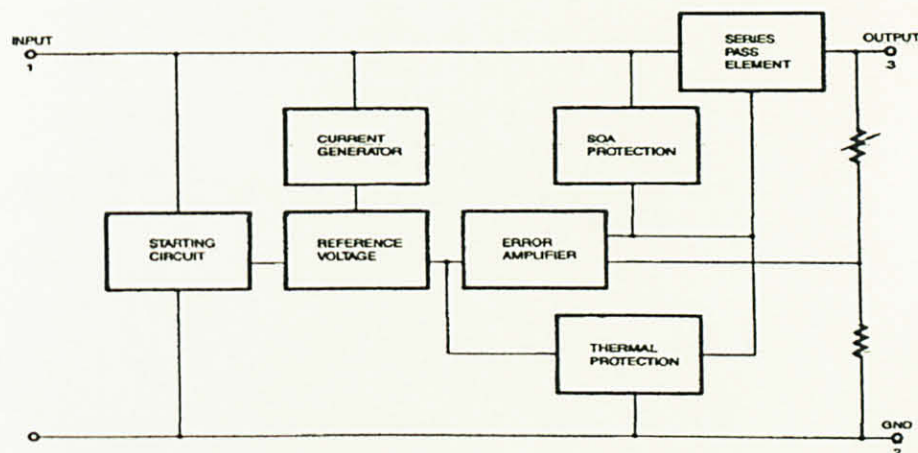 INPUT
1
SERIES
PASS
ELEMENT
OUTPUT
3
CURRENT
GENERATOR
SOA
PROTECTION
STARTING
CIRCUIT
REFERENCE
VOLTAGE
ERROR
AMPLIFIER
THERMAL
PROTECTION
GND
2